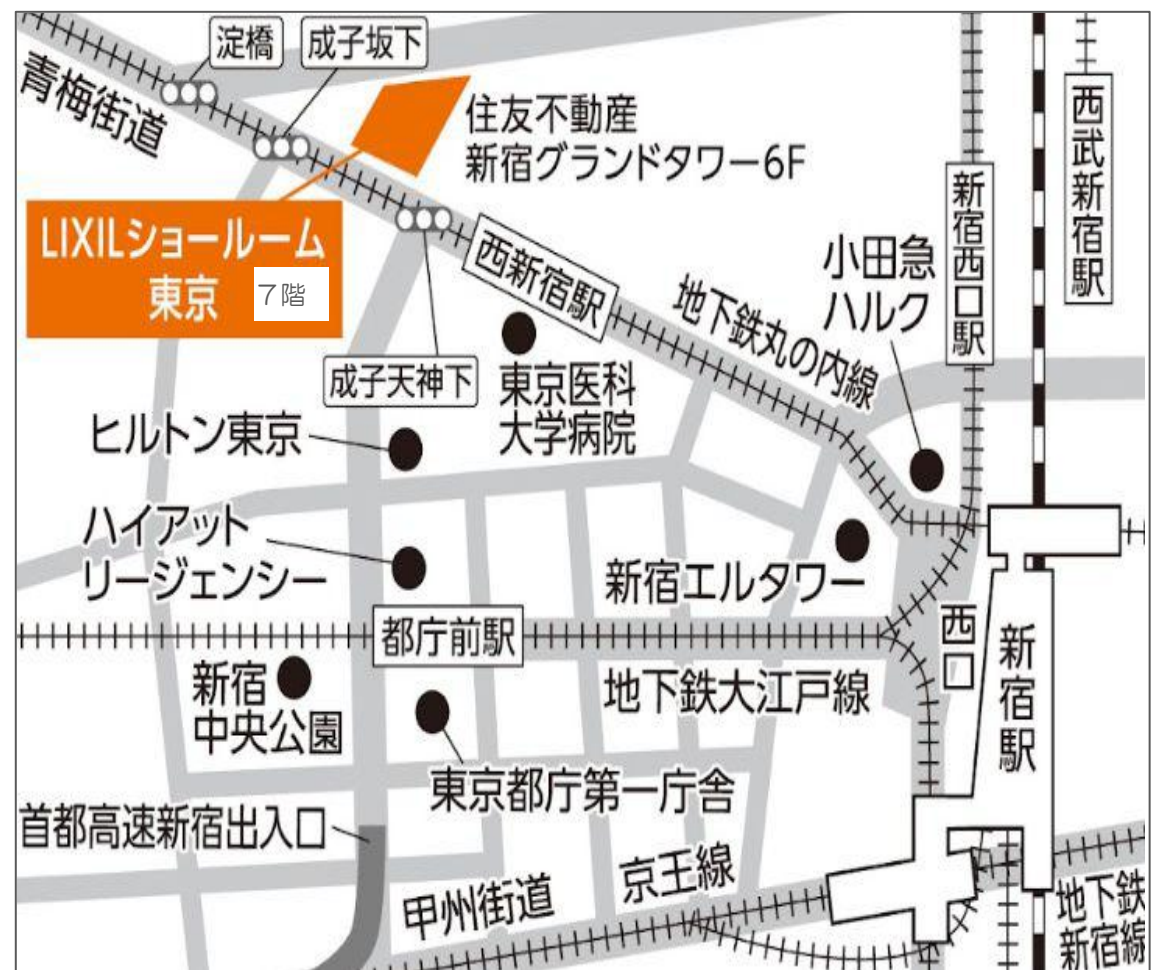 淀橋
成子坂下
青梅街道
住友不動産
新宿グランドタワー6F
西武新宿駅
新宿西口駅
LIXILショールーム
東京
7階
西新宿駅
小田急
ハルク
地下鉄丸の内線
成子天神下
東京医科
大学病院
ヒルトン東京
ハイアット
リージェンシー
新宿エルタワー
都庁前駅
西口
新宿駅
新宿
中央公園
地下鉄大江戸線
東京都庁第一庁舎
首都高速新宿出入口
京王線
甲州街道
地下鉄
新宿線